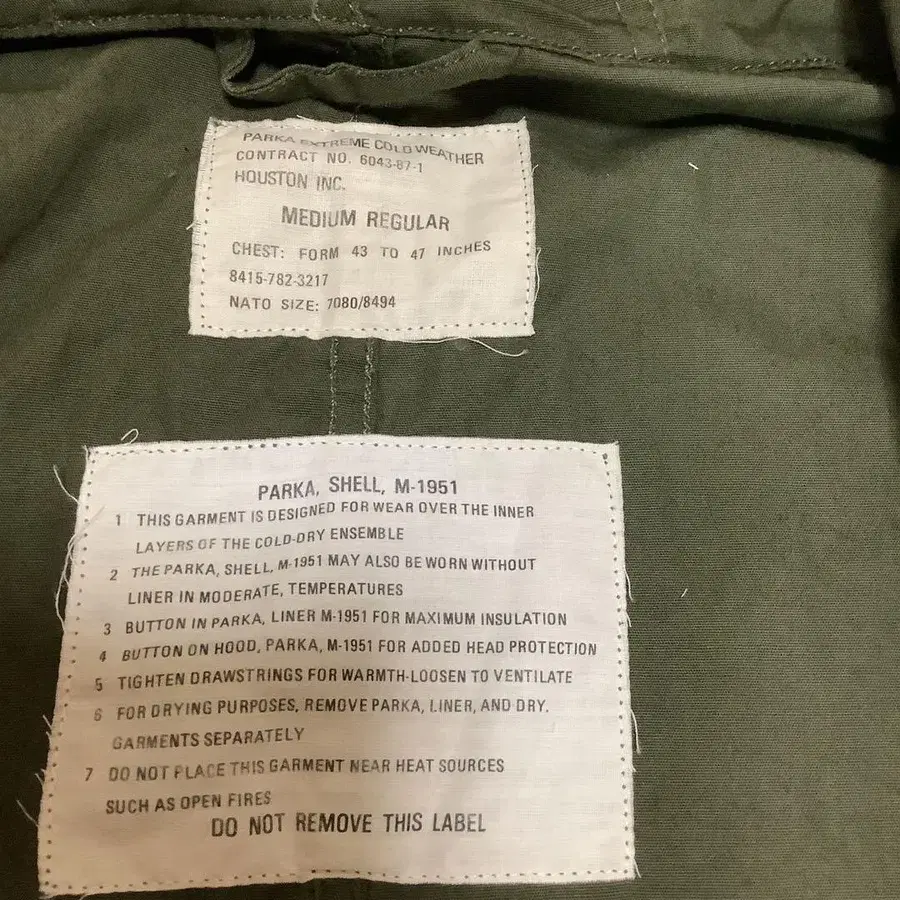 PARKA EXTREME COLD WEATHER
CONTRACT NO. 6043-87-1
HOUSTON INC.
MEDIUM REGULAR
CHEST: FORM 43 TO 47 INCHES
8415-782-3217
NATO SIZE: 7080/8494
PARKA, SHELL, M-1951
1 THIS GARMENT IS DESIGNED FOR WEAR OVER THE INNER
LAYERS OF THE COLD-DRY ENSEMBLE
2 THE PARKA, SHELL, M-1951 MAY ALSO BE WORN WITHOUT
LINER IN MODERATE, TEMPERATURES
3 BUTTON IN PARKA, LINER M-1951 FOR MAXIMUM INSULATION
4 BUTTON ON HOOD, PARKA, M-1951 FOR ADDED HEAD PROTECTION
5 TIGHTEN DRAWSTRINGS FOR WARMTH-LOOSEN TO VENTILATE
6 FOR DRYING PURPOSES, REMOVE PARKA, LINER, AND DRY.
GARMENTS SEPARATELY
7 DO NOT PLACE THIS GARMENT NEAR HEAT SOURCES
SUCH AS OPEN FIRES
DO NOT REMOVE THIS LABEL